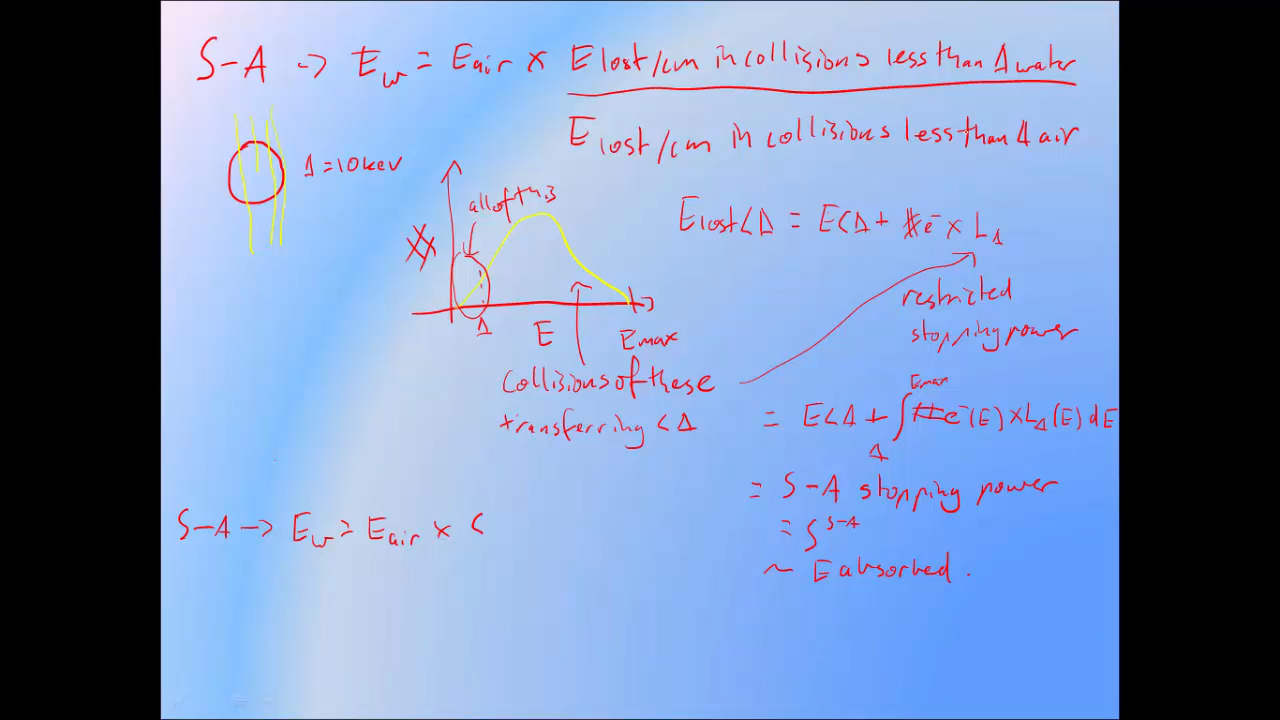 S-A → E_w = E_air × E lost/cm in collisions less than Δ water
E lost/cm in collisions less than Δ air
Δ = 10 keV
all of this
#
E lost < Δ = E < Δ + # e⁻ × L_Δ
restricted
stopping power
Δ
E
E max
Collisions of these
transferring < Δ
= E < Δ + ∫_Δ^Emax # e⁻(E) × L_Δ(E) dE
= S-A stopping power
= S^S-A
~ E absorbed.
S-A → E_w = E_air ×